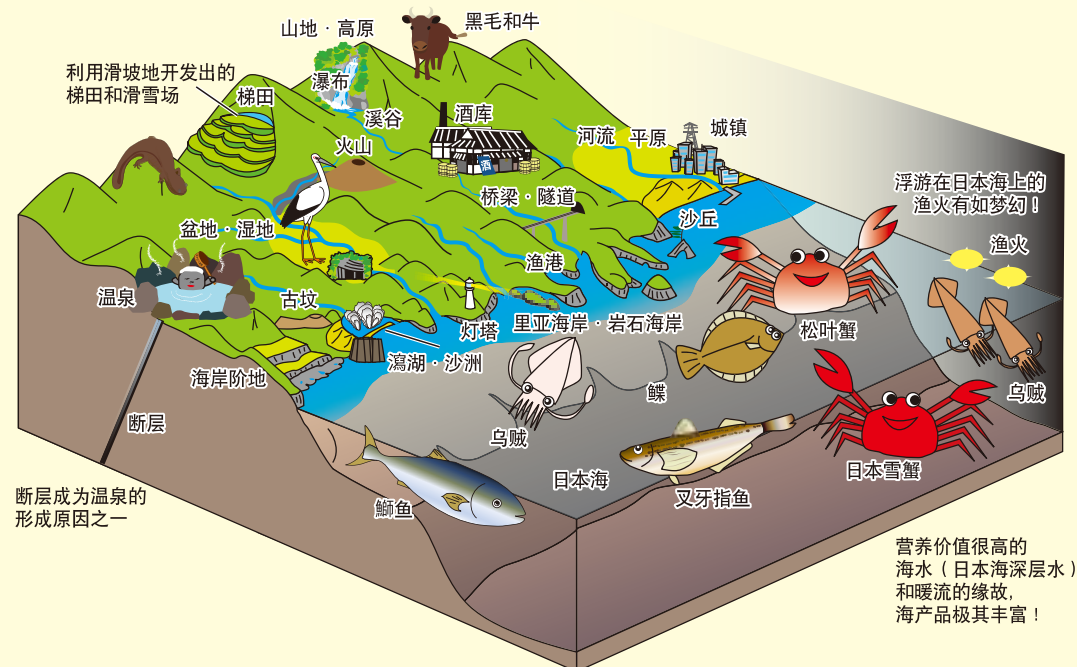 山地・高原
黑毛和牛
利用滑坡地开发出的
梯田和滑雪场
瀑布
梯田
溪谷
酒库
火山
河流
平原
城镇
酒
桥梁・隧道
浮游在日本海上的
渔火有如梦幻！
沙丘
盆地・湿地
渔港
渔火
温泉
古坟
灯塔
里亚海岸・岩石海岸
松叶蟹
潟湖・沙洲
海岸阶地
鲽
乌贼
断层
乌贼
日本海
日本雪蟹
叉牙指鱼
鰤鱼
断层成为温泉的
形成原因之一
营养价值很高的
海水（日本海深层水）
和暖流的缘故，
海产品极其丰富！